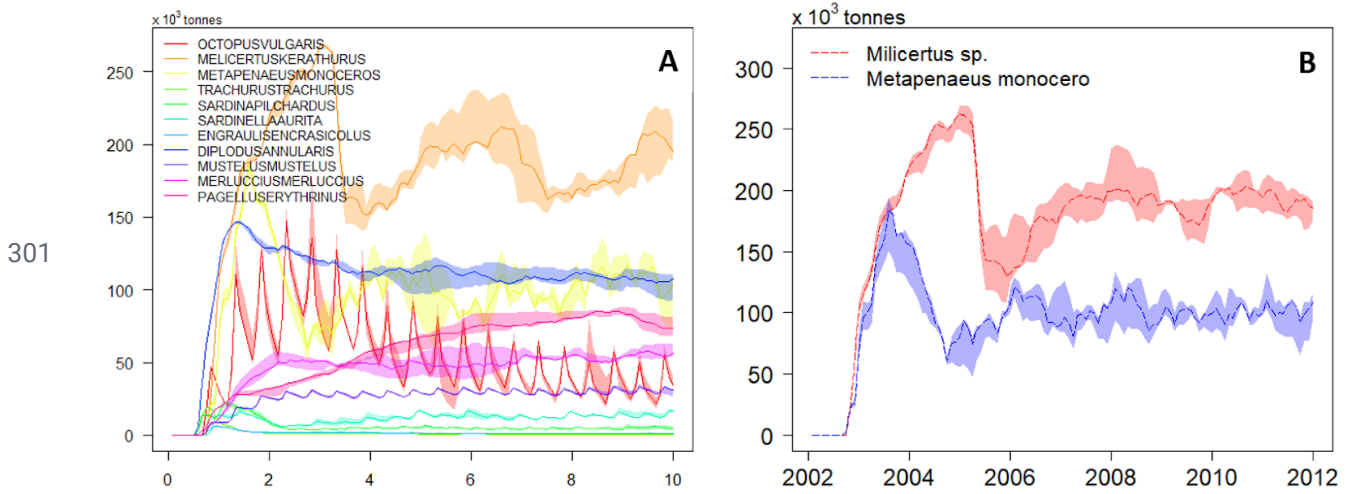 x 10³ tonnes
OCTOPUSVULGARIS
MELICERTUSKERATHURUS
METAPENAEUSMONOCEROS
TRACHURUSTRACHURUS
SARDINAPILCHARDUS
SARDINELLAAURITA
ENGRAULISENCRASICOLUS
DIPLODUSANNULARIS
MUSTELUSMUSTELUS
MERLUCCIUSMERLUCCIUS
PAGELLUSERYTHRINUS
A
250
200
150
100
50
0
0 2 4 6 8 10
301
x 10³ tonnes
Milicertus sp.
Metapenaeus monocero
B
300
250
200
150
100
50
0
2002 2004 2006 2008 2010 2012